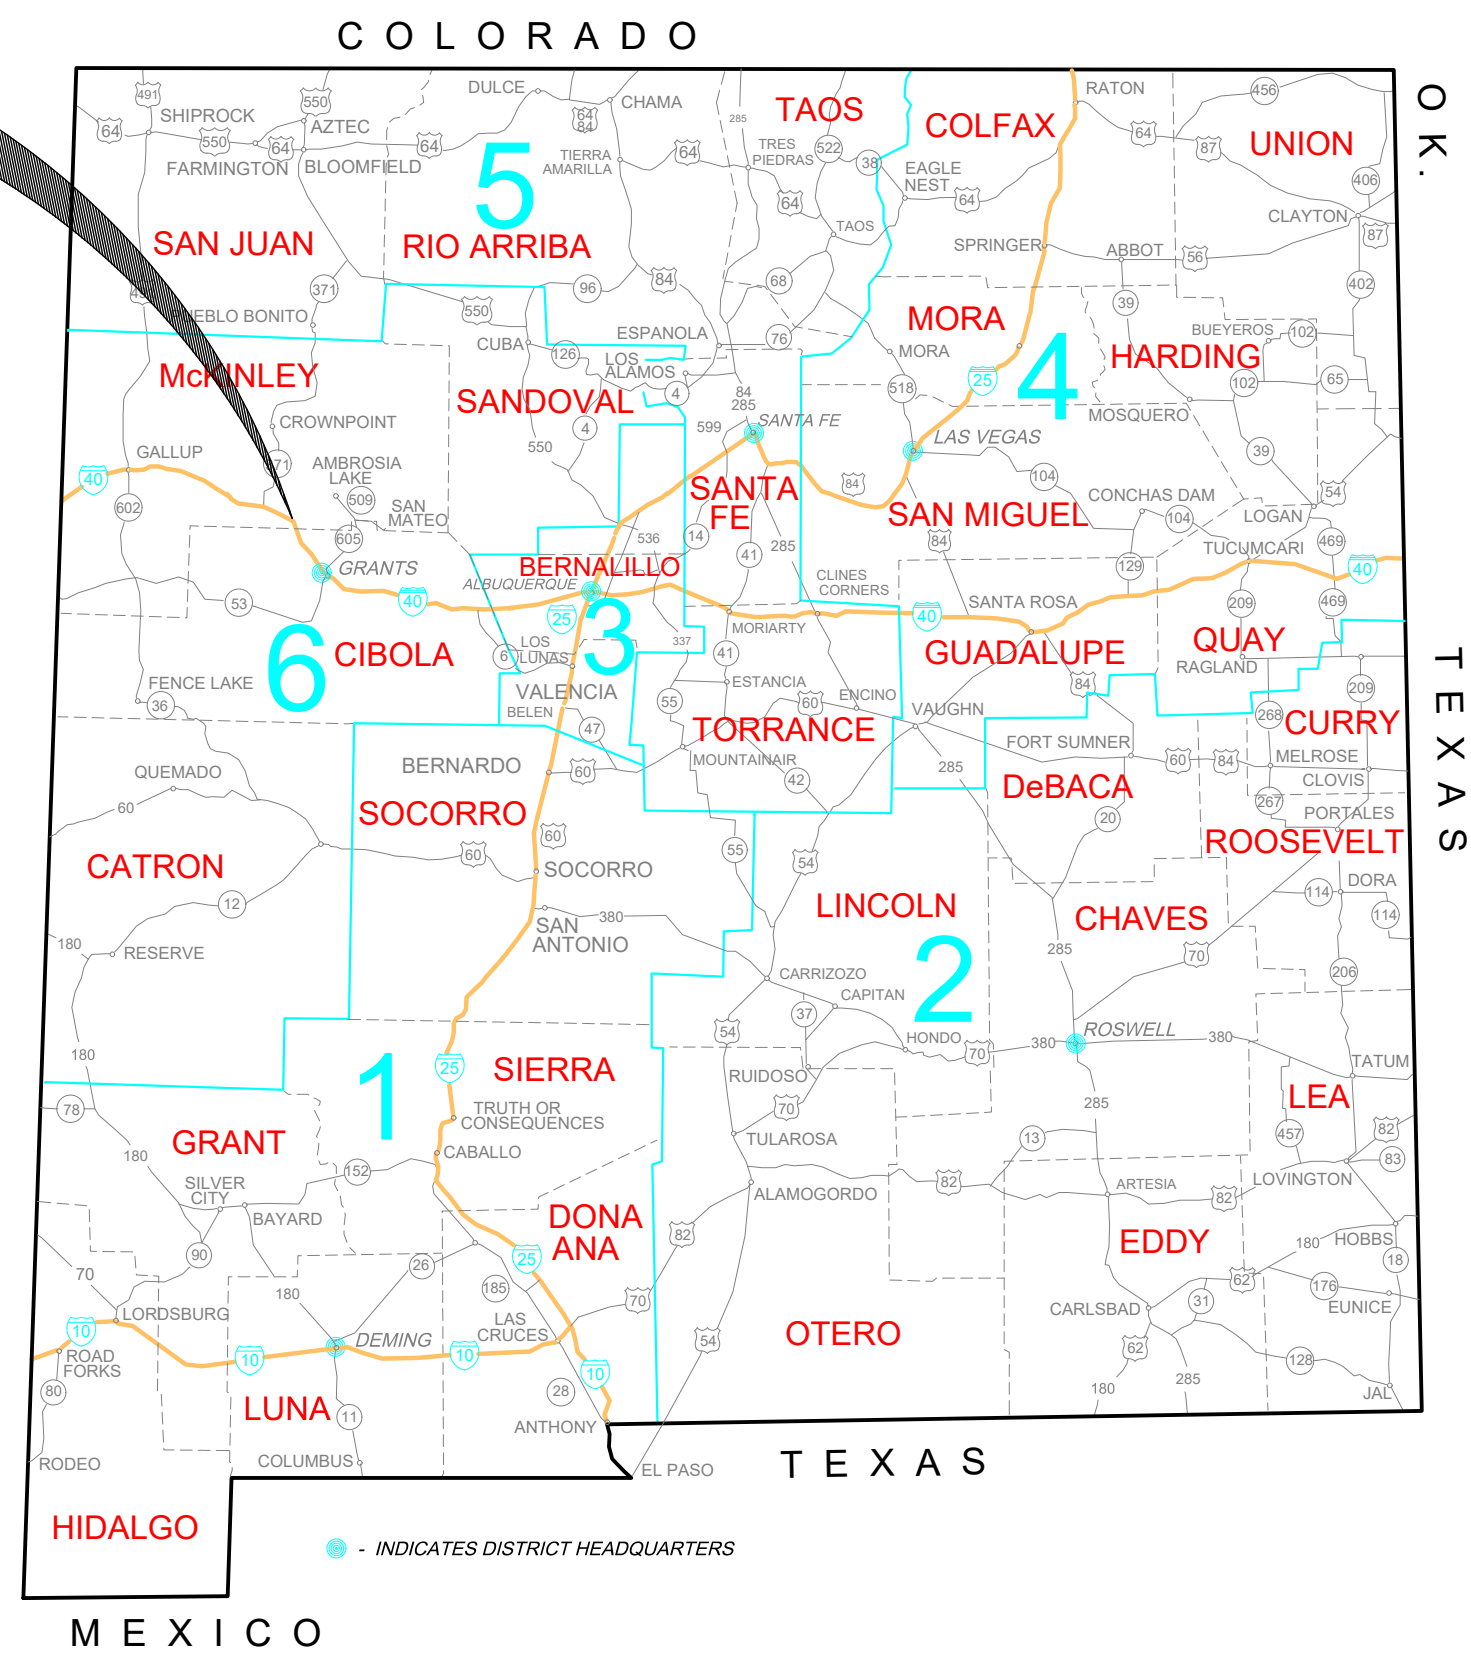 COLORADO
OK.
TEXAS
TEXAS
MEXICO
491
550
64
SHIPROCK
AZTEC
550
64
64
FARMINGTON
BLOOMFIELD
DULCE
CHAMA
64
84
TIERRA
AMARILLA
64
285
TRES
PIEDRAS
522
38
TAOS
COLFAX
RATON
456
64
87
UNION
406
EAGLE
NEST
64
64
TAOS
CLAYTON
87
5
SAN JUAN
RIO ARRIBA
SPRINGER
ABBOT
56
402
371
550
96
84
68
39
PUEBLO BONITO
ESPANOLA
76
MORA
MORA
BUEYEROS
102
HARDING
CUBA
126
LOS
ALAMOS
4
518
25
4
102
65
McKINLEY
SANDOVAL
84
285
599
SANTA FE
MOSQUERO
CROWNPOINT
4
550
LAS VEGAS
39
GALLUP
40
602
AMBROSIA
LAKE
509
SAN
MATEO
605
SANTA
FE
84
104
CONCHAS DAM
104
54
LOGAN
SAN MIGUEL
14
536
41
285
84
129
TUCUMCARI
469
40
GRANTS
BERNALILLO
ALBUQUERQUE
CLINES
CORNERS
53
40
25
3
MORIARTY
40
SANTA ROSA
209
469
6
CIBOLA
6
LOS
LUNAS
337
41
GUADALUPE
QUAY
RAGLAND
FENCE LAKE
36
VALENCIA
BELEN
47
55
ESTANCIA
60
ENCINO
84
209
VAUGHN
268
CURRY
TORRANCE
MOUNTAINAIR
42
FORT SUMNER
60
84
MELROSE
CLOVIS
QUEMADO
60
BERNARDO
60
285
DeBACA
267
PORTALES
SOCORRO
60
60
20
ROOSEVELT
CATRON
SOCORRO
55
54
114
DORA
114
12
SAN
ANTONIO
380
LINCOLN
CHAVES
180
RESERVE
285
70
206
2
CARRIZOZO
CAPITAN
37
54
HONDO
70
380
ROSWELL
380
180
1
25
SIERRA
RUIDOSO
70
TATUM
LEA
78
TRUTH OR
CONSEQUENCES
285
13
457
82
83
GRANT
180
CABALLO
152
TULAROSA
SILVER
CITY
BAYARD
ALAMOGORDO
82
ARTESIA
82
LOVINGTON
DONA
ANA
82
EDDY
180
HOBBS
18
90
70
26
25
185
62
176
EUNICE
180
70
CARLSBAD
31
LORDSBURG
10
LAS
CRUCES
DEMING
10
10
OTERO
54
62
128
ROAD
FORKS
80
10
28
180
285
JAL
LUNA
11
ANTHONY
RODEO
COLUMBUS
EL PASO
HIDALGO
- INDICATES DISTRICT HEADQUARTERS